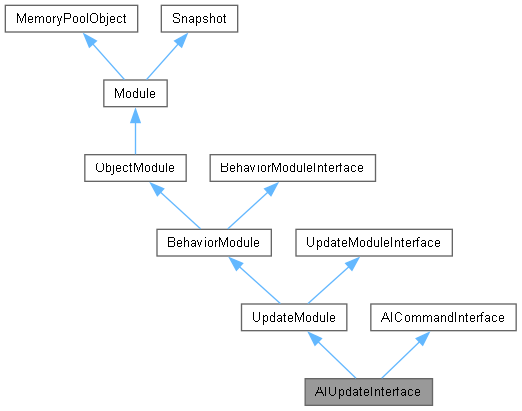 MemoryPoolObject
Snapshot
Module
ObjectModule
BehaviorModuleInterface
BehaviorModule
UpdateModuleInterface
UpdateModule
AICommandInterface
AIUpdateInterface